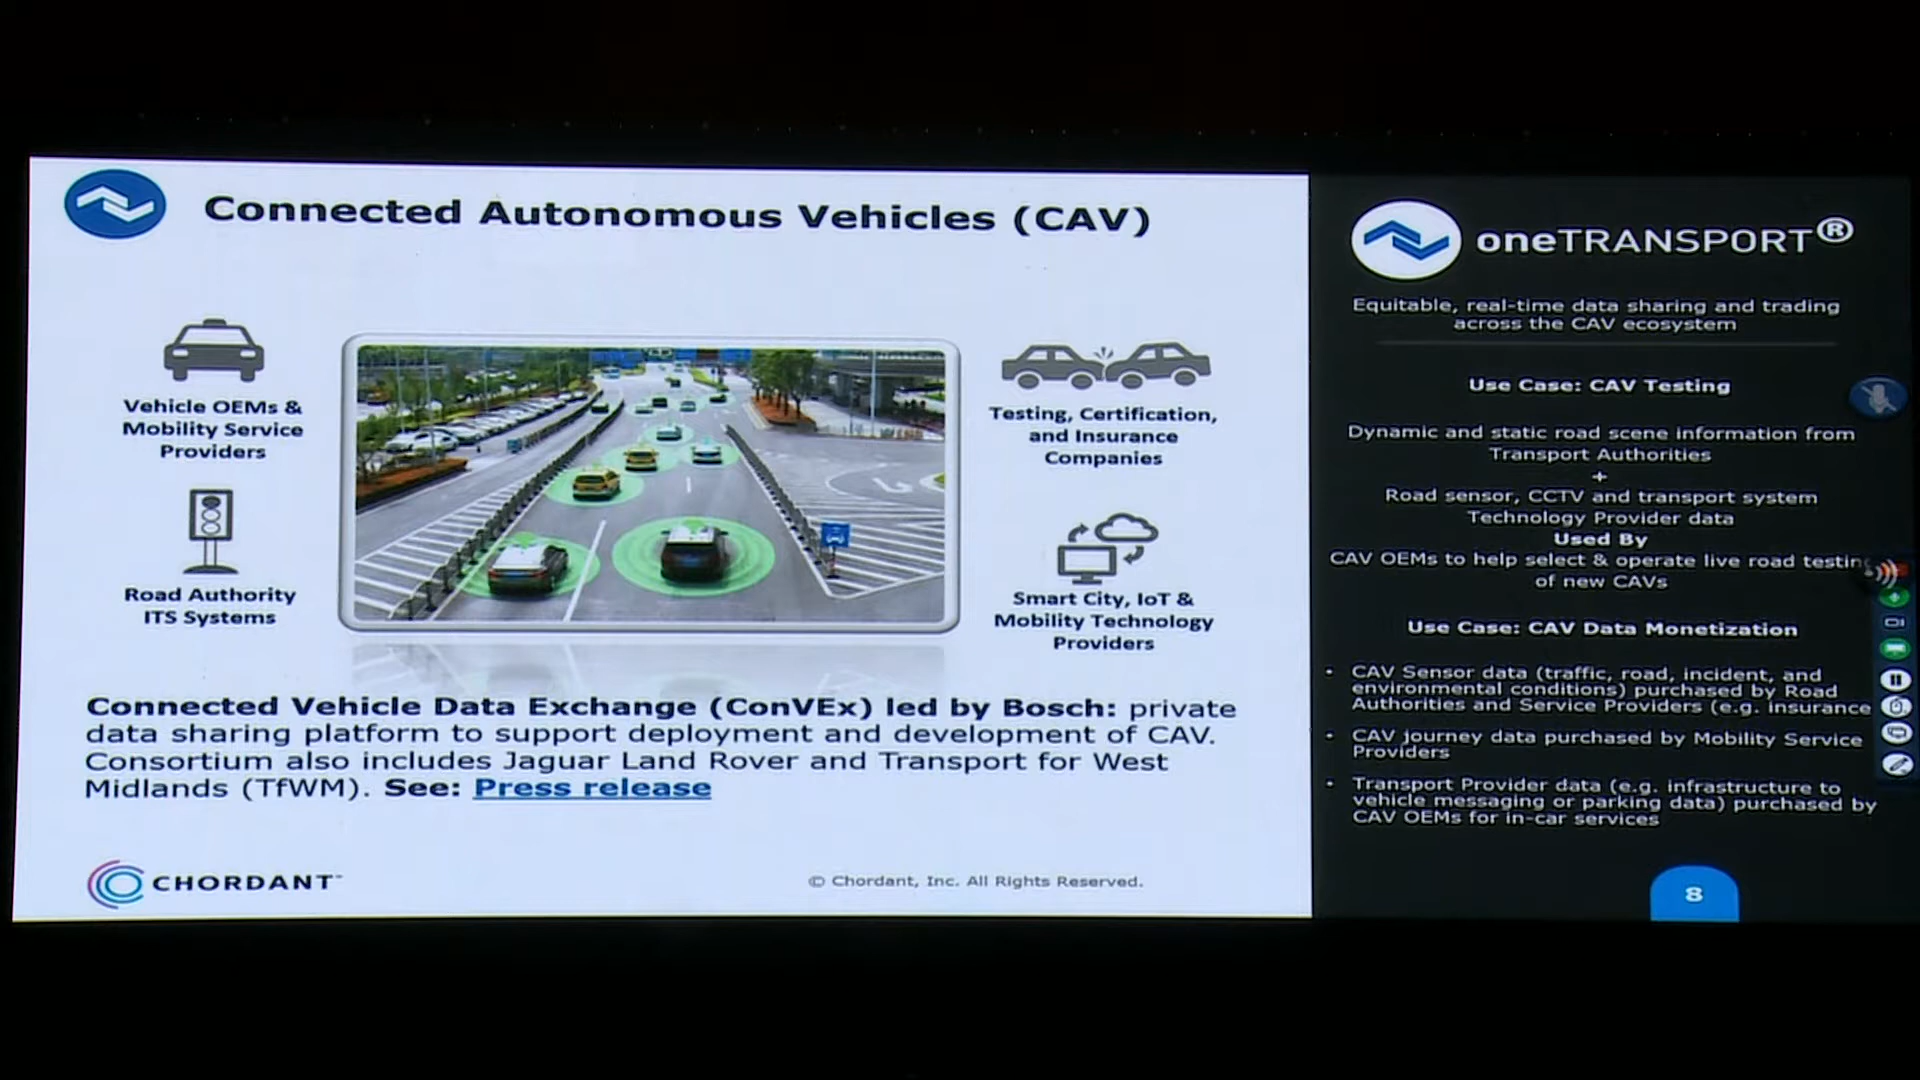 Connected Autonomous Vehicles (CAV)
Vehicle OEMs &
Mobility Service
Providers
Road Authority
ITS Systems
Testing, Certification,
and Insurance
Companies
Smart City, IoT &
Mobility Technology
Providers
Connected Vehicle Data Exchange (ConVEx) led by Bosch: private
data sharing platform to support deployment and development of CAV.
Consortium also includes Jaguar Land Rover and Transport for West
Midlands (TfWM). See: Press release
CHORDANT™
© Chordant, Inc. All Rights Reserved.
oneTRANSPORT®
Equitable, real-time data sharing and trading
across the CAV ecosystem
Use Case: CAV Testing
Dynamic and static road scene information from
Transport Authorities
+
Road sensor, CCTV and transport system
Technology Provider data
Used By
CAV OEMs to help select & operate live road testing
of new CAVs
Use Case: CAV Data Monetization
• CAV Sensor data (traffic, road, incident, and
environmental conditions) purchased by Road
Authorities and Service Providers (e.g. insurance
• CAV journey data purchased by Mobility Service
Providers
• Transport Provider data (e.g. infrastructure to
vehicle messaging or parking data) purchased by
CAV OEMs for in-car services
8